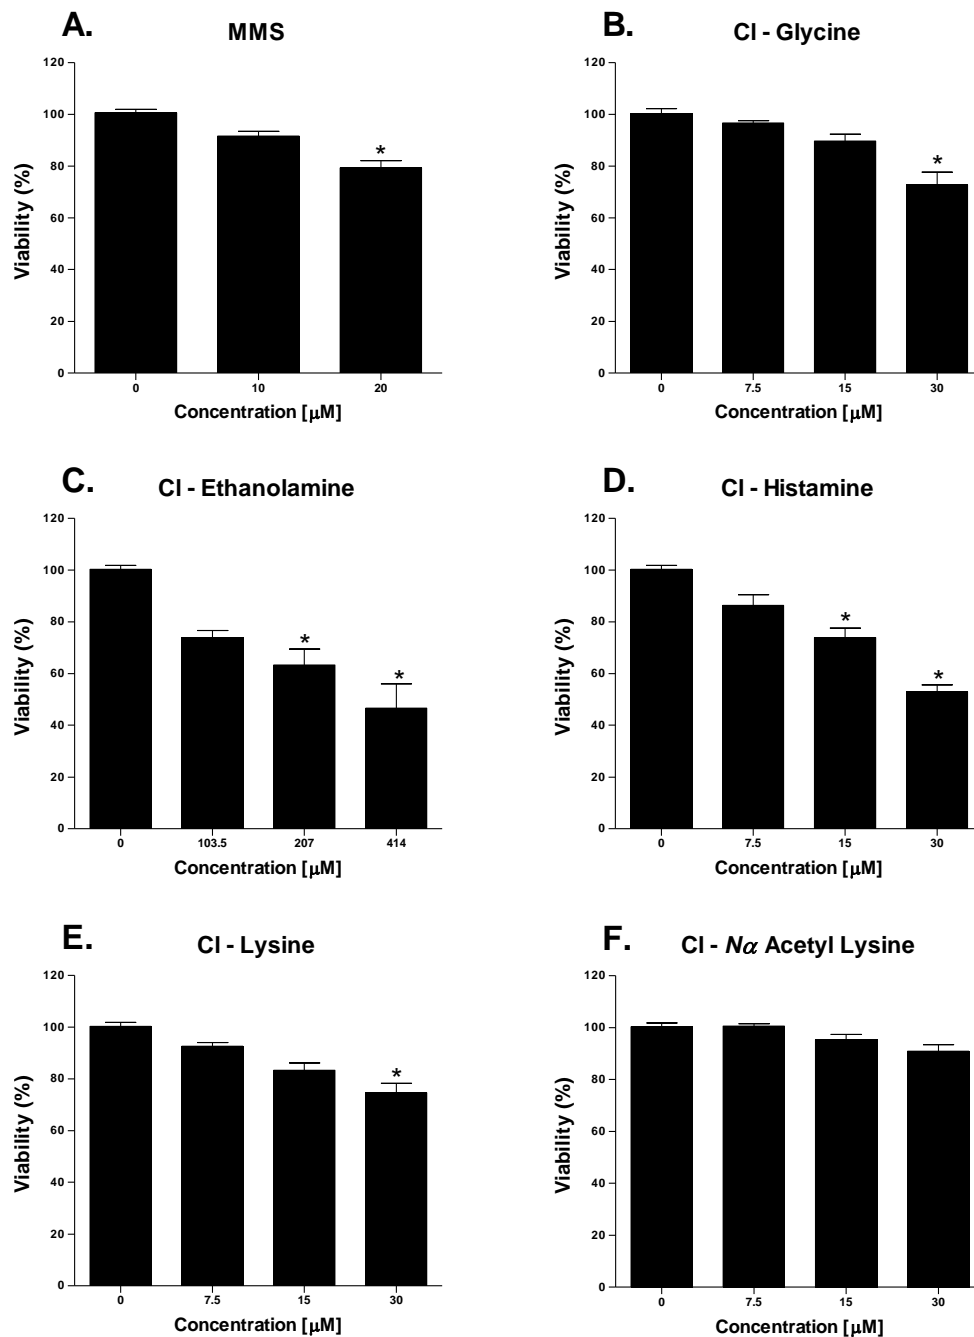 A. MMS
120
100
80
60
40
20
0
Viability (%)
*
0 10 20
Concentration [μM]
B. Cl - Glycine
120
100
80
60
40
20
0
Viability (%)
*
0 7.5 15 30
Concentration [μM]
C. Cl - Ethanolamine
120
100
80
60
40
20
0
Viability (%)
* *
0 103.5 207 414
Concentration [μM]
D. Cl - Histamine
120
100
80
60
40
20
0
Viability (%)
* *
0 7.5 15 30
Concentration [μM]
E. Cl - Lysine
120
100
80
60
40
20
0
Viability (%)
*
0 7.5 15 30
Concentration [μM]
F. Cl - Nα Acetyl Lysine
120
100
80
60
40
20
0
Viability (%)
0 7.5 15 30
Concentration [μM]